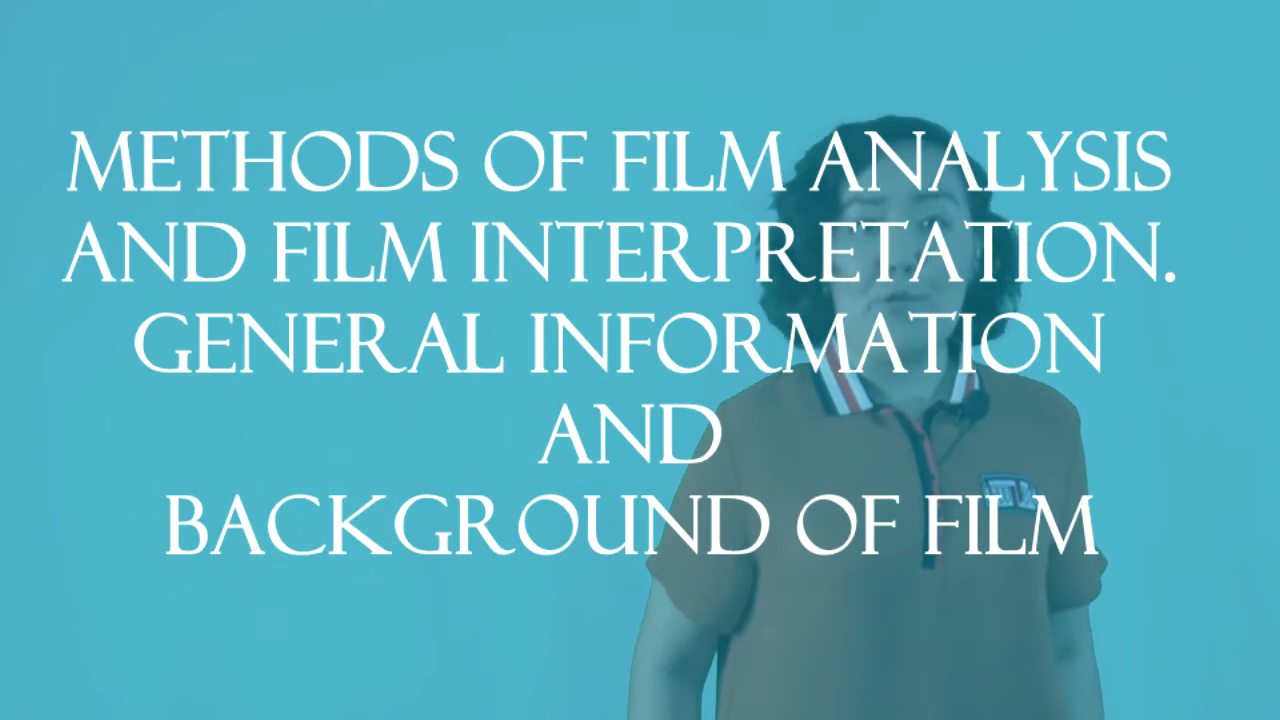 METHODS OF FILM ANALYSIS
AND FILM INTERPRETATION.
GENERAL INFORMATION
AND
BACKGROUND OF FILM